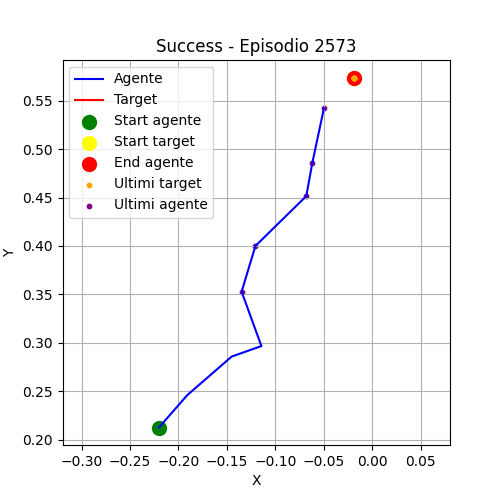 Success - Episodio 2573
Agente
Target
Start agente
Start target
End agente
Ultimi target
Ultimi agente
0.55
0.50
0.45
0.40
0.35
0.30
0.25
0.20
Y
−0.30 −0.25 −0.20 −0.15 −0.10 −0.05 0.00 0.05
X